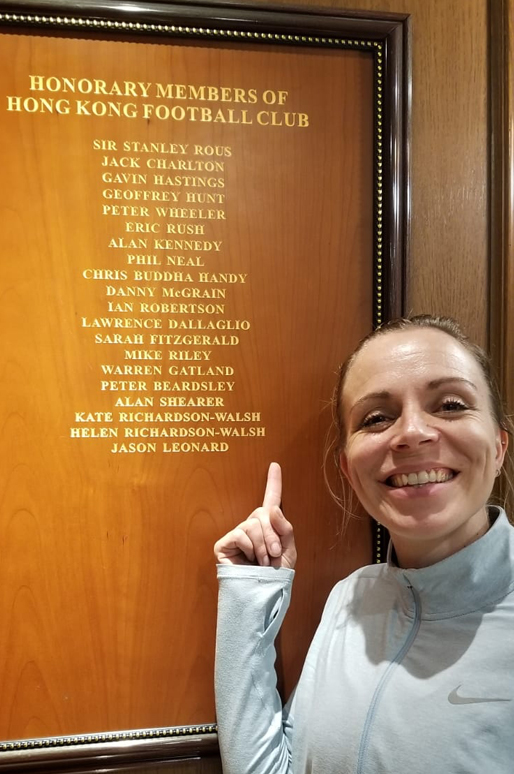 HONORARY MEMBERS OF
HONG KONG FOOTBALL CLUB
SIR STANLEY ROUS
JACK CHARLTON
GAVIN HASTINGS
GEOFFREY HUNT
PETER WHEELER
ERIC RUSH
ALAN KENNEDY
PHIL NEAL
CHRIS BUDDHA HANDY
DANNY McGRAIN
IAN ROBERTSON
LAWRENCE DALLAGLIO
SARAH FITZGERALD
MIKE RILEY
WARREN GATLAND
PETER BEARDSLEY
ALAN SHEARER
KATE RICHARDSON-WALSH
HELEN RICHARDSON-WALSH
JASON LEONARD